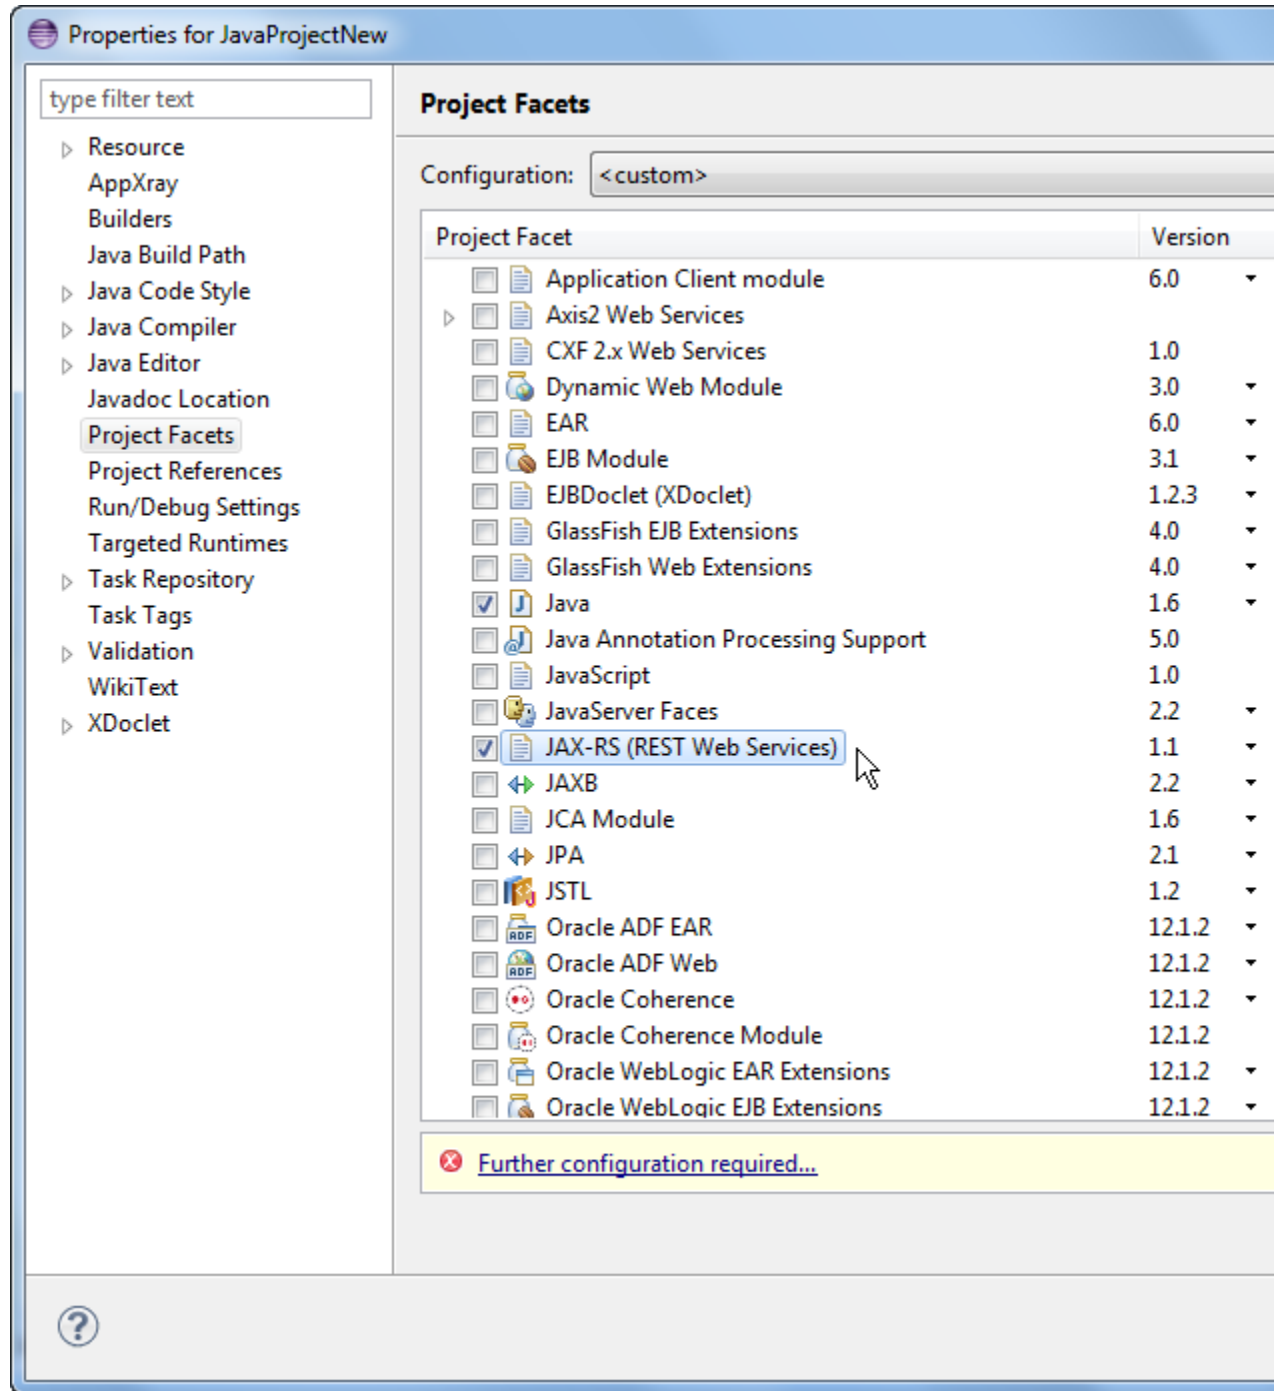 Properties for JavaProjectNew
type filter text
Resource
AppXray
Builders
Java Build Path
Java Code Style
Java Compiler
Java Editor
Javadoc Location
Project Facets
Project References
Run/Debug Settings
Targeted Runtimes
Task Repository
Task Tags
Validation
WikiText
XDoclet
Project Facets
Configuration: <custom>
Project Facet Version
Application Client module 6.0
Axis2 Web Services
CXF 2.x Web Services 1.0
Dynamic Web Module 3.0
EAR 6.0
EJB Module 3.1
EJBDoclet (XDoclet) 1.2.3
GlassFish EJB Extensions 4.0
GlassFish Web Extensions 4.0
Java 1.6
Java Annotation Processing Support 5.0
JavaScript 1.0
JavaServer Faces 2.2
JAX-RS (REST Web Services) 1.1
JAXB 2.2
JCA Module 1.6
JPA 2.1
JSTL 1.2
Oracle ADF EAR 12.1.2
Oracle ADF Web 12.1.2
Oracle Coherence 12.1.2
Oracle Coherence Module 12.1.2
Oracle WebLogic EAR Extensions 12.1.2
Oracle WebLogic EJB Extensions 12.1.2
Further configuration required...